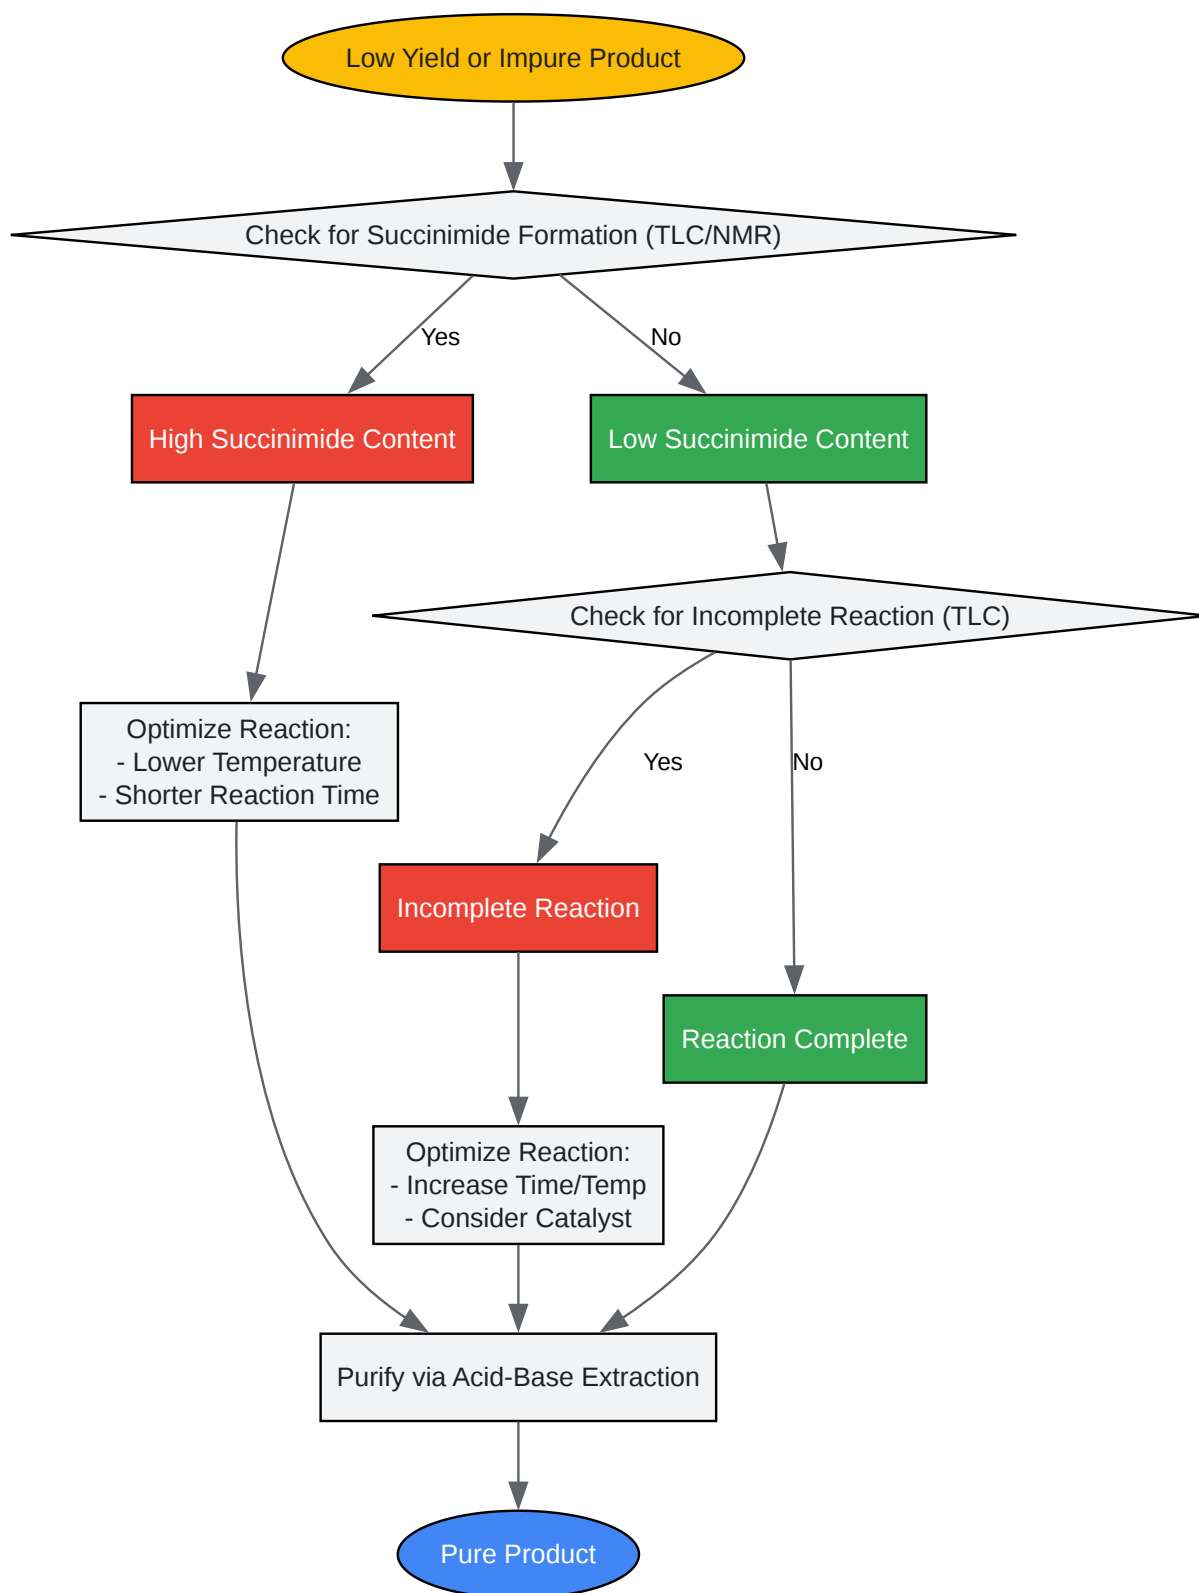 Low Yield or Impure Product
Check for Succinimide Formation (TLC/NMR)
Yes
No
High Succinimide Content
Low Succinimide Content
Check for Incomplete Reaction (TLC)
Optimize Reaction:
- Lower Temperature
- Shorter Reaction Time
Yes
No
Incomplete Reaction
Reaction Complete
Optimize Reaction:
- Increase Time/Temp
- Consider Catalyst
Purify via Acid-Base Extraction
Pure Product